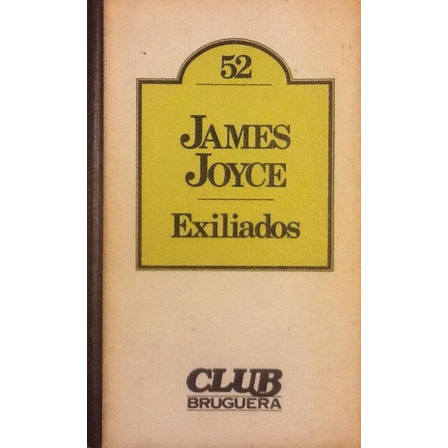 52
JAMES
JOYCE
Exiliados
CLUB
BRUGUERA